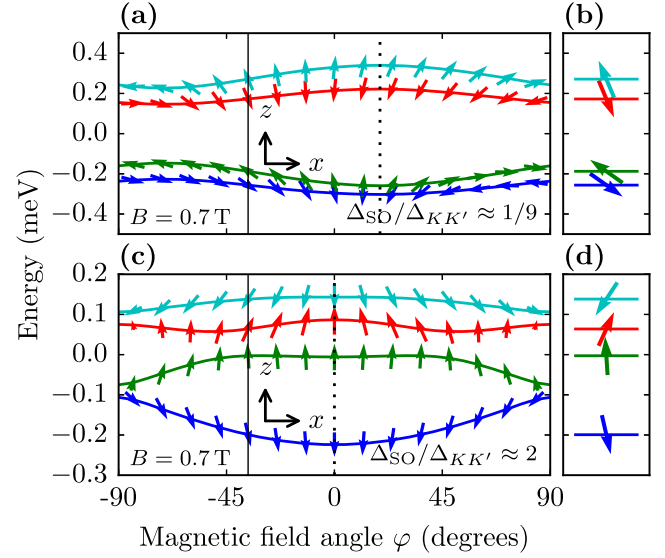 (a)
(b)
0.4
0.2
0.0
−0.2
−0.4
z
x
B = 0.7 T
Δ_SO/Δ_KK′ ≈ 1/9
Energy (meV)
(c)
(d)
0.2
0.1
0.0
−0.1
−0.2
−0.3
z
x
B = 0.7 T
Δ_SO/Δ_KK′ ≈ 2
-90
-45
0
45
90
Magnetic field angle φ (degrees)